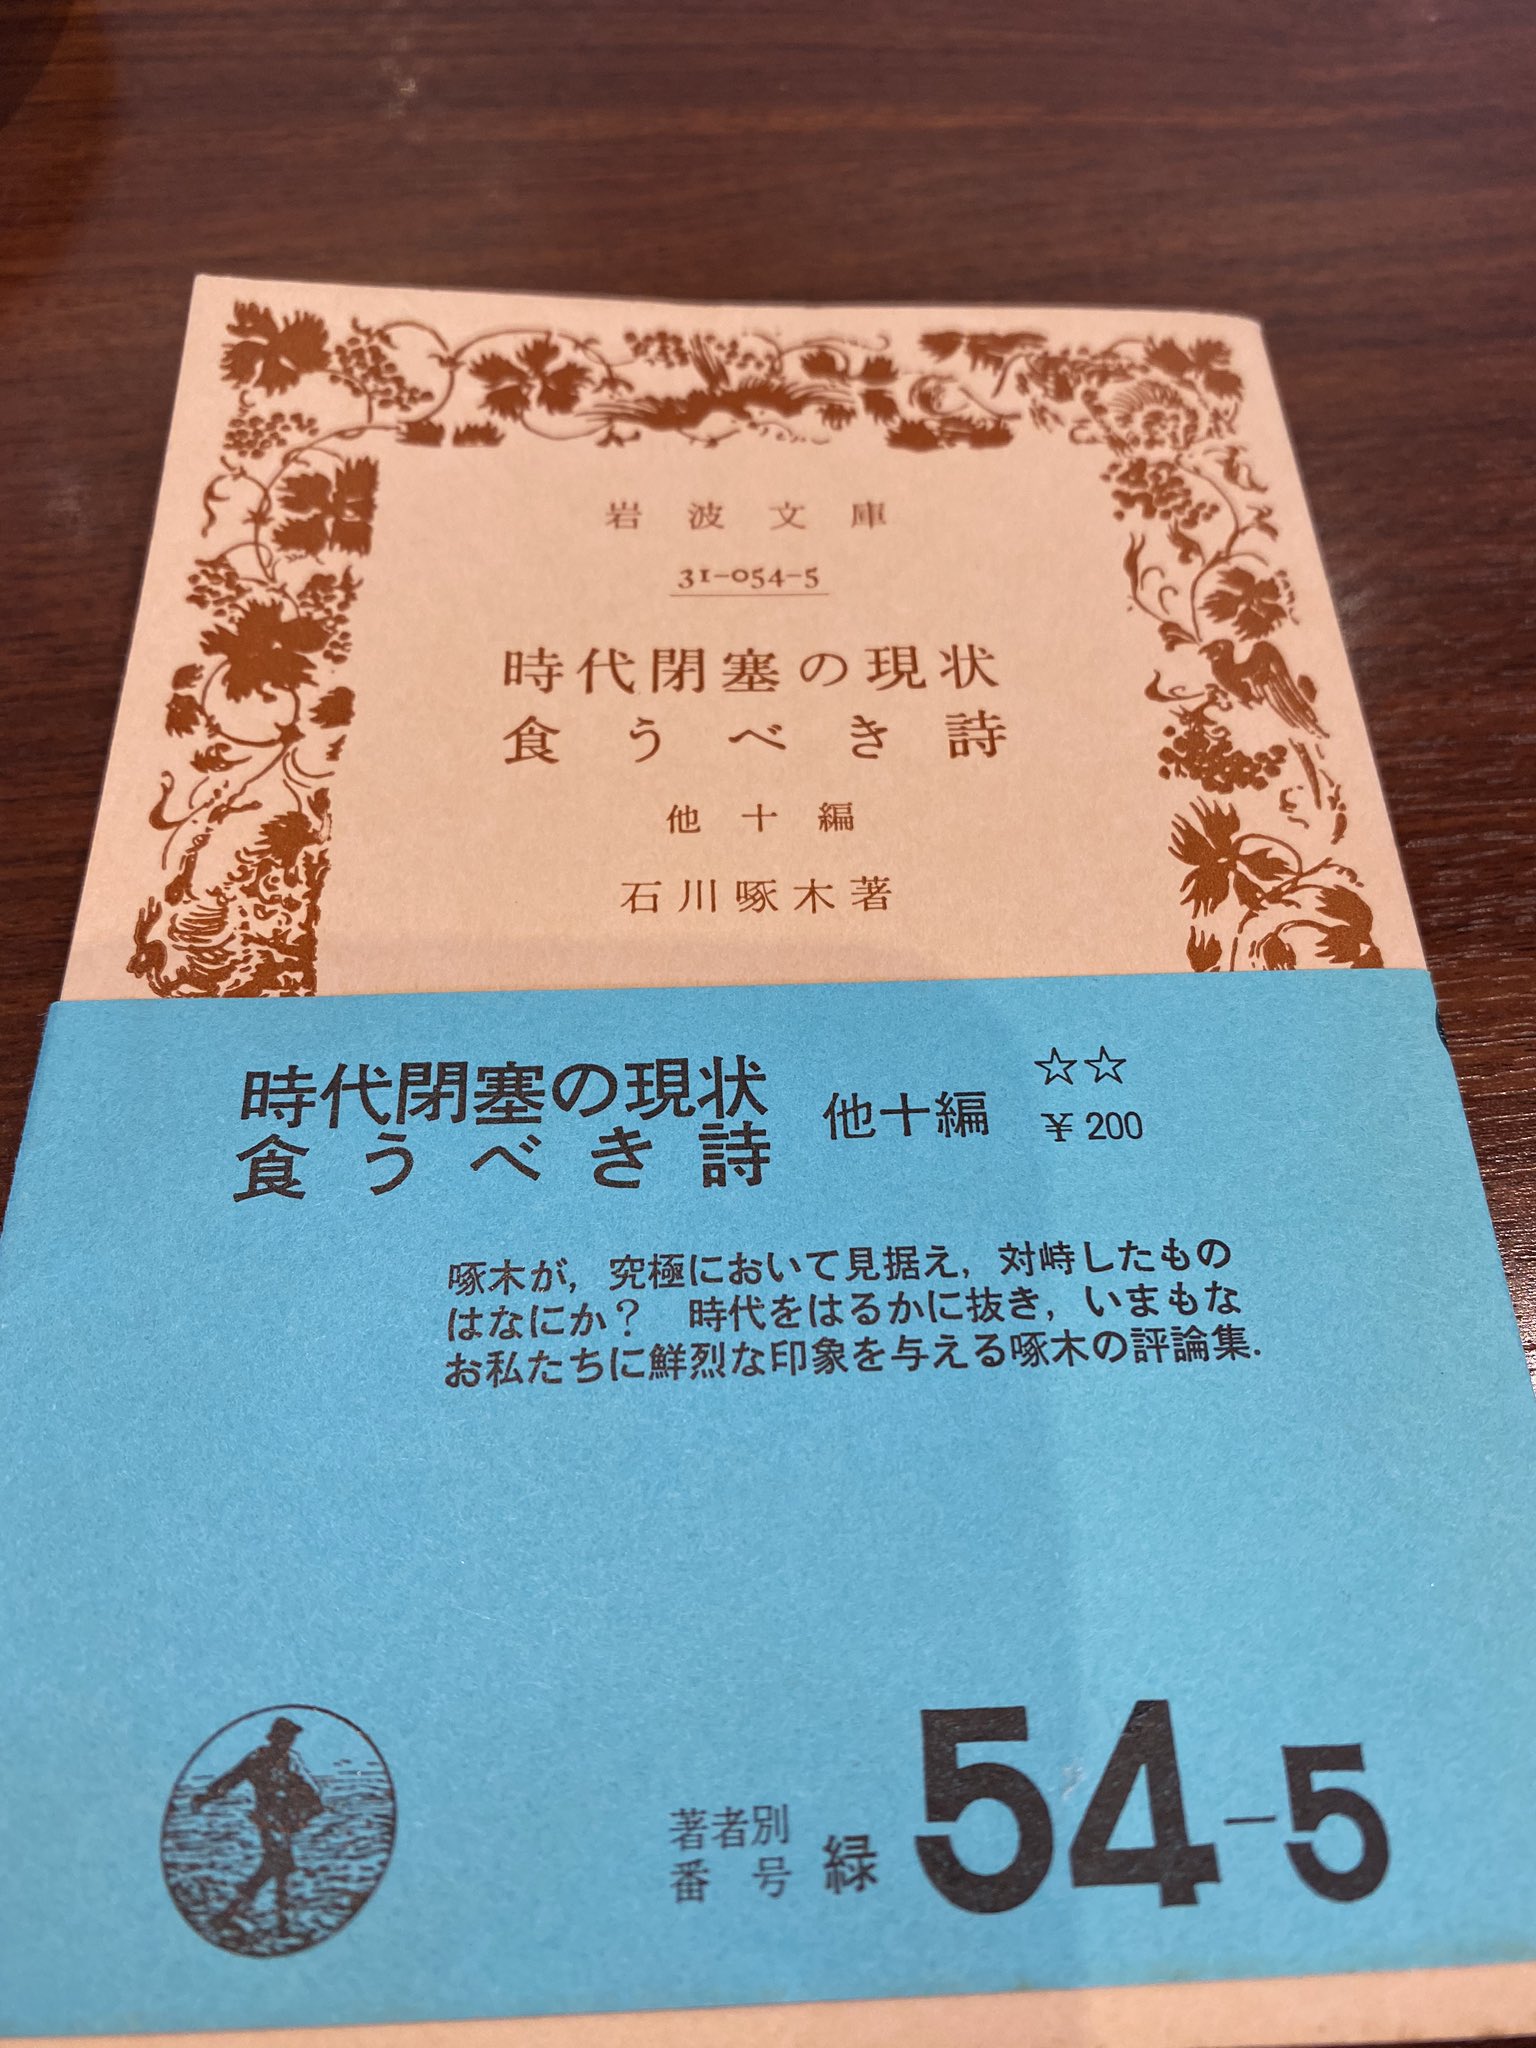 岩波文庫
31-054-5
時代閉塞の現状
食うべき詩
他十編
石川啄木著
時代閉塞の現状
食うべき詩
他十編
☆☆
¥200
啄木が,究極において見据え,対峙したもの
はなにか? 時代をはるかに抜き,いまもな
お私たちに鮮烈な印象を与える啄木の評論集.
著者別
番号
緑
54-5